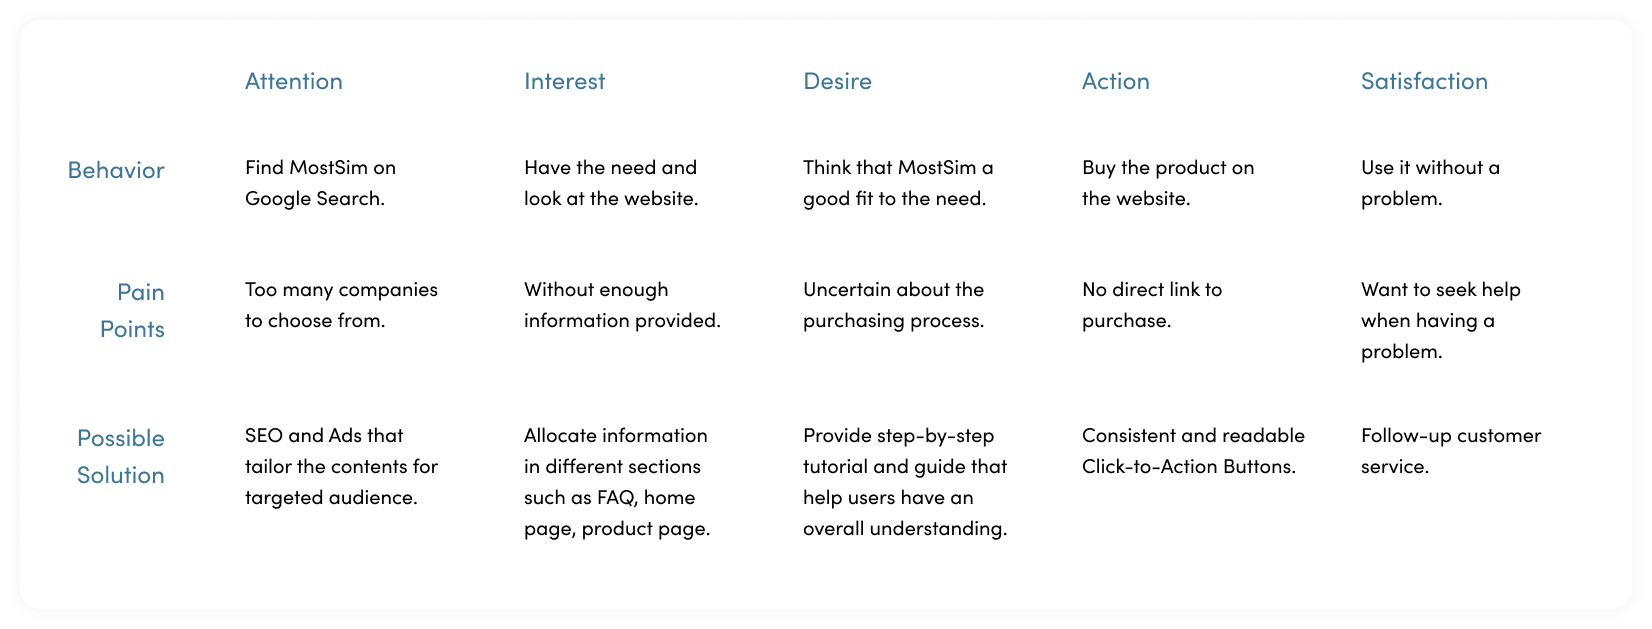 Attention Interest Desire Action Satisfaction
Behavior
Find MostSim on
Google Search.
Have the need and
look at the website.
Think that MostSim a
good fit to the need.
Buy the product on
the website.
Use it without a
problem.
Pain
Points
Too many companies
to choose from.
Without enough
information provided.
Uncertain about the
purchasing process.
No direct link to
purchase.
Want to seek help
when having a
problem.
Possible
Solution
SEO and Ads that
tailor the contents for
targeted audience.
Allocate information
in different sections
such as FAQ, home
page, product page.
Provide step-by-step
tutorial and guide that
help users have an
overall understanding.
Consistent and readable
Click-to-Action Buttons.
Follow-up customer
service.